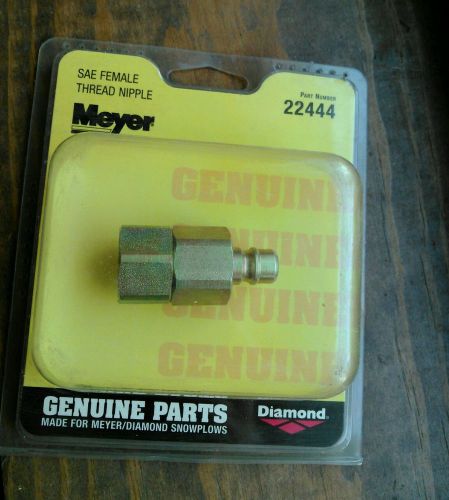 SAE FEMALE
THREAD NIPPLE
PART NUMBER
22444
Meyer
GENUINE
GENUINE
GENUINE
GENUINE
GENUINE PARTS
MADE FOR MEYER/DIAMOND SNOWPLOWS
Diamond